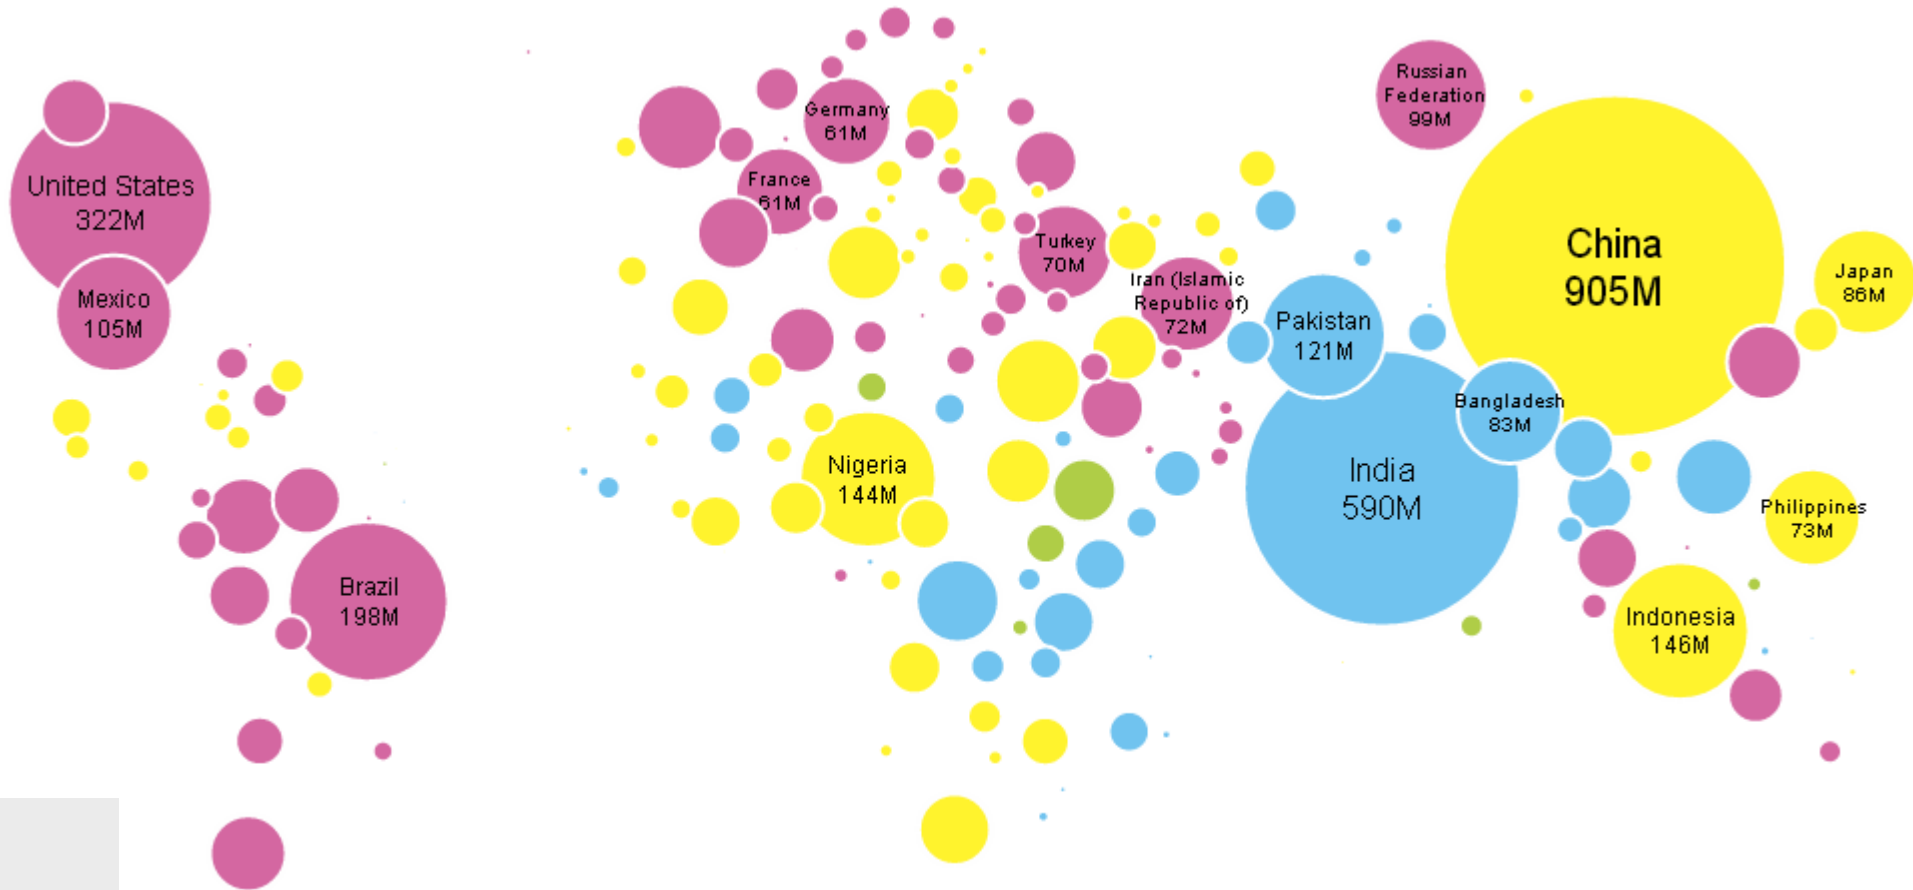 Russian
Federation
99M
Germany
61M
United States
322M
France
61M
China
905M
Turkey
70M
Japan
86M
Iran (Islamic
Republic of)
72M
Mexico
105M
Pakistan
121M
Bangladesh
83M
Nigeria
144M
India
590M
Philippines
73M
Brazil
198M
Indonesia
146M